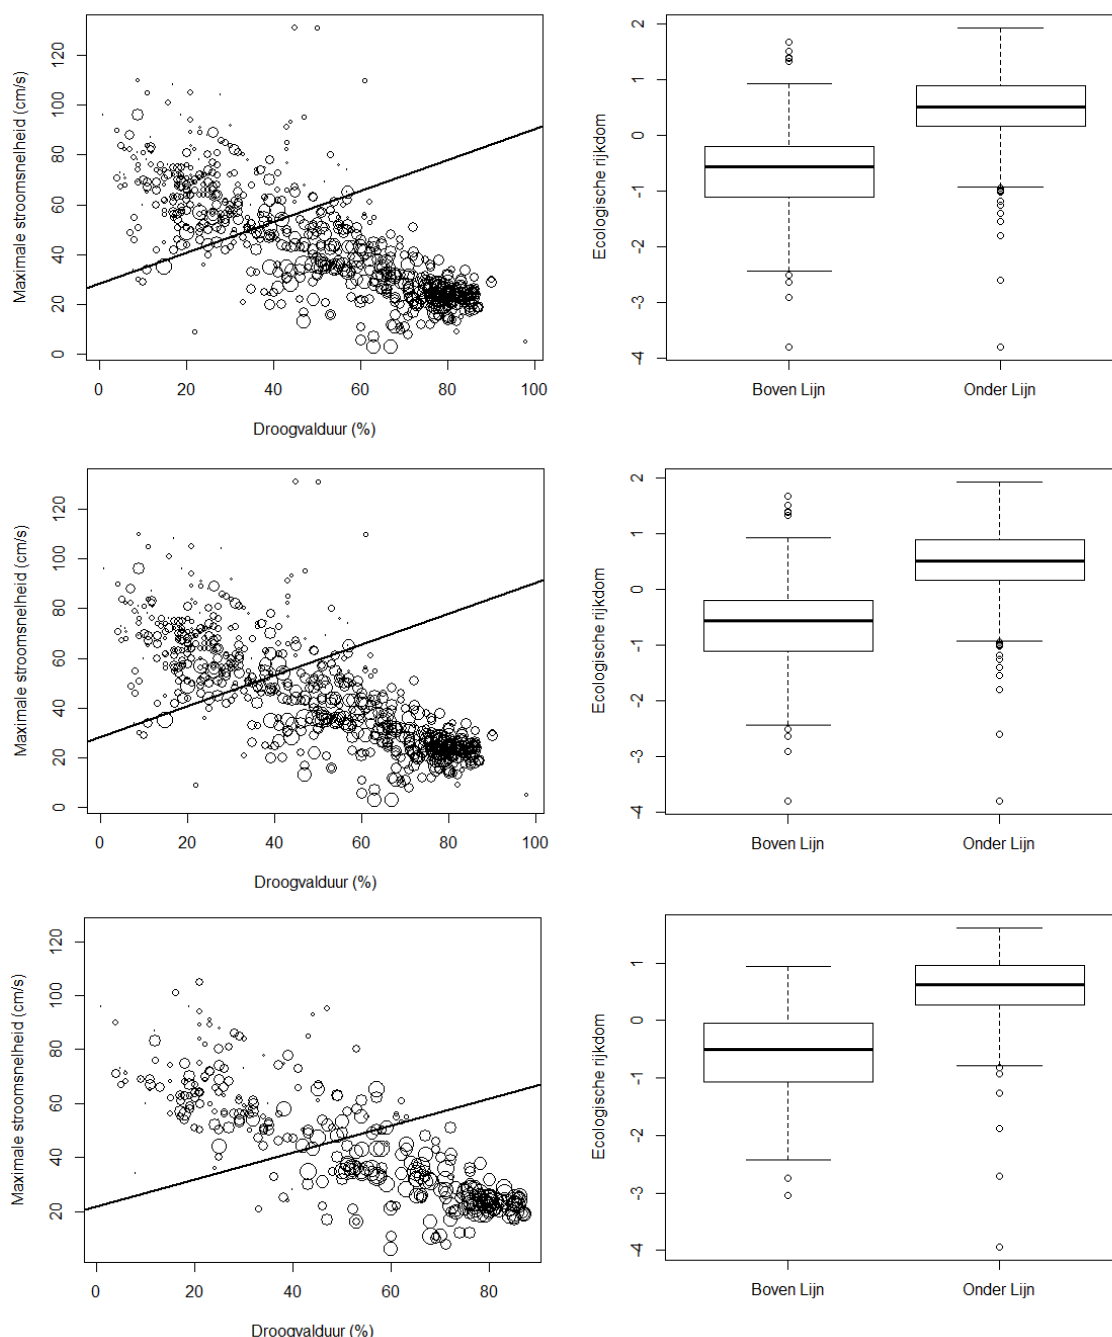 Maximale stroomsnelheid (cm/s)
0 20 40 60 80 100 120
0 20 40 60 80 100
Droogvalduur (%)
Ecologische rijkdom
-4 -3 -2 -1 0 1 2
Boven Lijn Onder Lijn
Maximale stroomsnelheid (cm/s)
0 20 40 60 80 100 120
0 20 40 60 80 100
Droogvalduur (%)
Ecologische rijkdom
-4 -3 -2 -1 0 1 2
Boven Lijn Onder Lijn
Maximale stroomsnelheid (cm/s)
20 40 60 80 100 120
0 20 40 60 80
Droogvalduur (%)
Ecologische rijkdom
-4 -3 -2 -1 0 1
Boven Lijn Onder Lijn